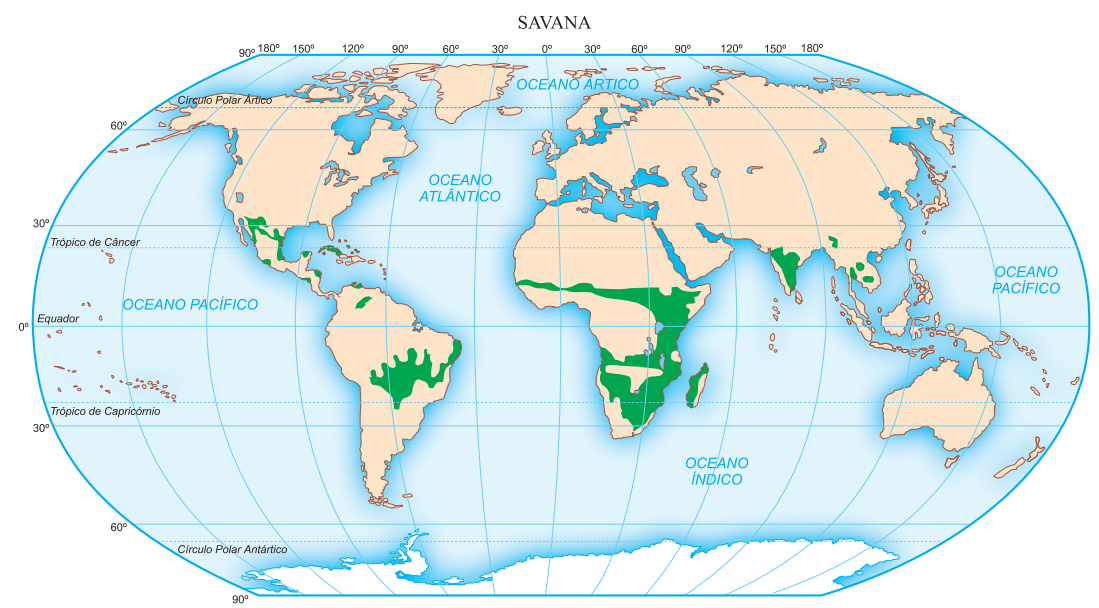 SAVANA
90º 180º 150º 120º 90º 60º 30º 0º 30º 60º 90º 120º 150º 180º
OCEANO ÁRTICO
Círculo Polar Ártico
60º
OCEANO
ATLÂNTICO
30º
Trópico de Câncer
OCEANO
PACÍFICO
OCEANO PACÍFICO
Equador
0º
Trópico de Capricórnio
30º
OCEANO
ÍNDICO
60º
Círculo Polar Antártico
90º